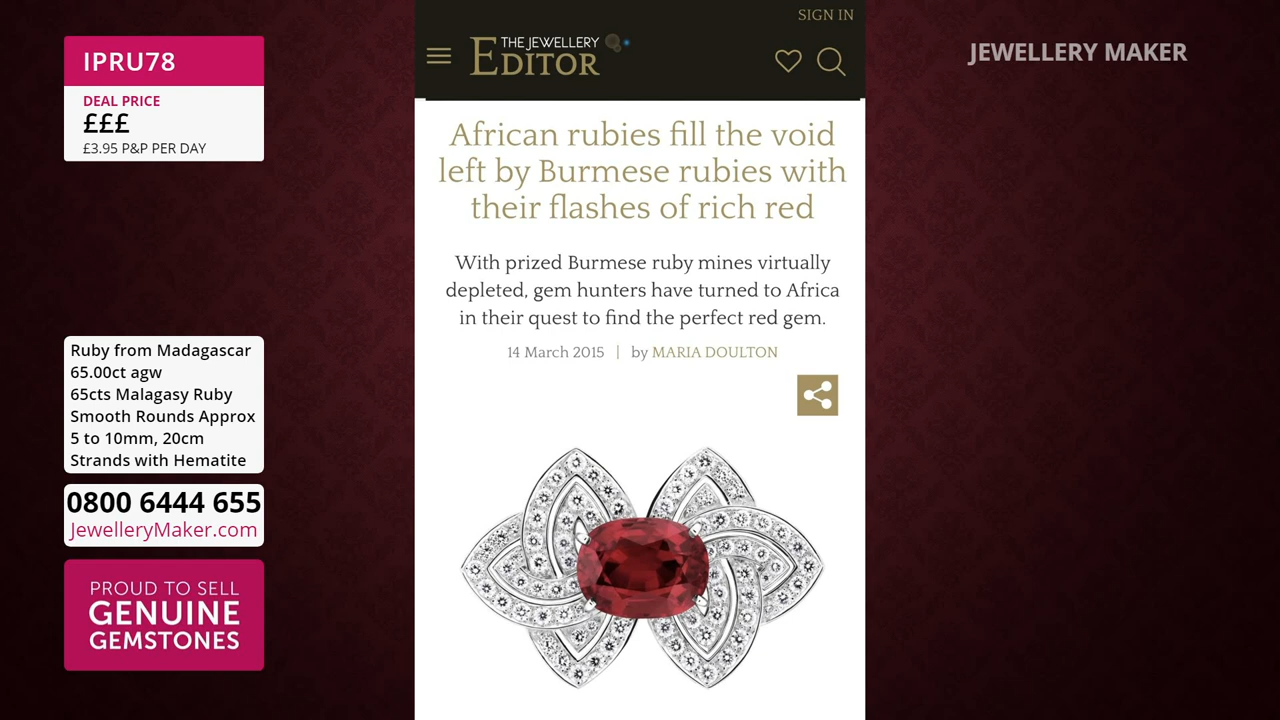 IPRU78
DEAL PRICE
£££
£3.95 P&P PER DAY
Ruby from Madagascar
65.00ct agw
65cts Malagasy Ruby
Smooth Rounds Approx
5 to 10mm, 20cm
Strands with Hematite
0800 6444 655
JewelleryMaker.com
PROUD TO SELL
GENUINE
GEMSTONES
SIGN IN
THE JEWELLERY
EDITOR
African rubies fill the void
left by Burmese rubies with
their flashes of rich red
With prized Burmese ruby mines virtually
depleted, gem hunters have turned to Africa
in their quest to find the perfect red gem.
14 March 2015 | by MARIA DOULTON
JEWELLERY MAKER